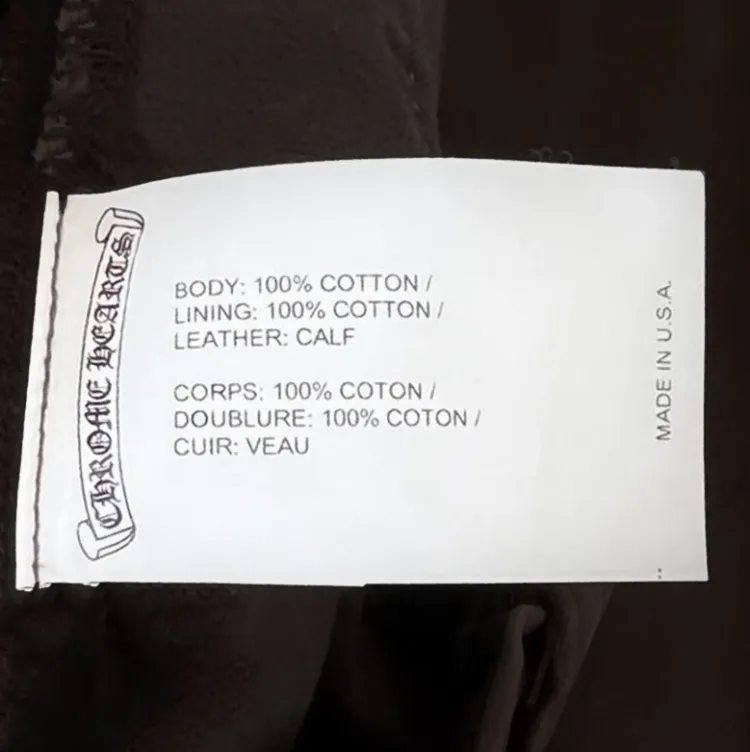 CHROME HEARTS
BODY: 100% COTTON /
LINING: 100% COTTON /
LEATHER: CALF
CORPS: 100% COTON /
DOUBLURE: 100% COTON /
CUIR: VEAU
MADE IN U.S.A.